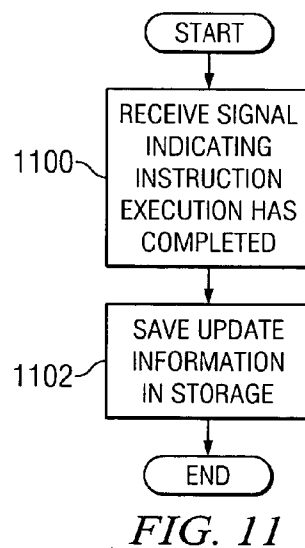 START
RECEIVE SIGNAL
INDICATING
INSTRUCTION
EXECUTION HAS
COMPLETED
1100
SAVE UPDATE
INFORMATION
IN STORAGE
1102
END
FIG. 11